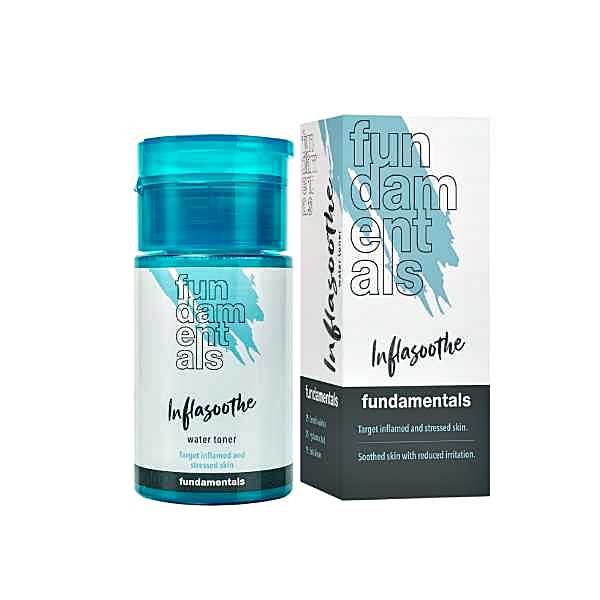 fun
dam
ent
als
Inflasoothe
water toner
Target inflamed and
stressed skin
fundamentals
Inflasoothe
water toner
fundamentals
fun
dam
ent
als
Inflasoothe
fundamentals
Target inflamed and stressed skin.
Soothed skin with reduced irritation.